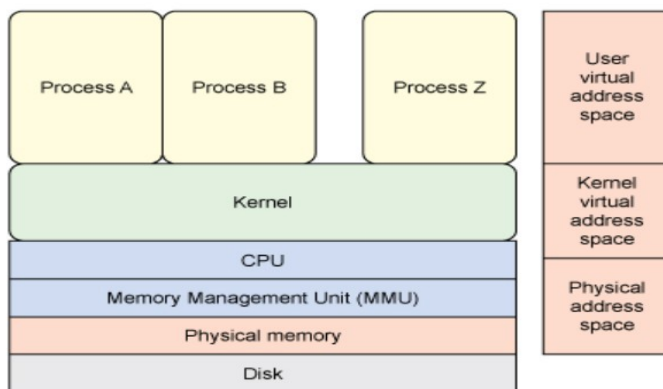 Process A
Process B
Process Z
User
virtual
address
space
Kernel
Kernel
virtual
address
space
CPU
Memory Management Unit (MMU)
Physical
address
space
Physical memory
Disk